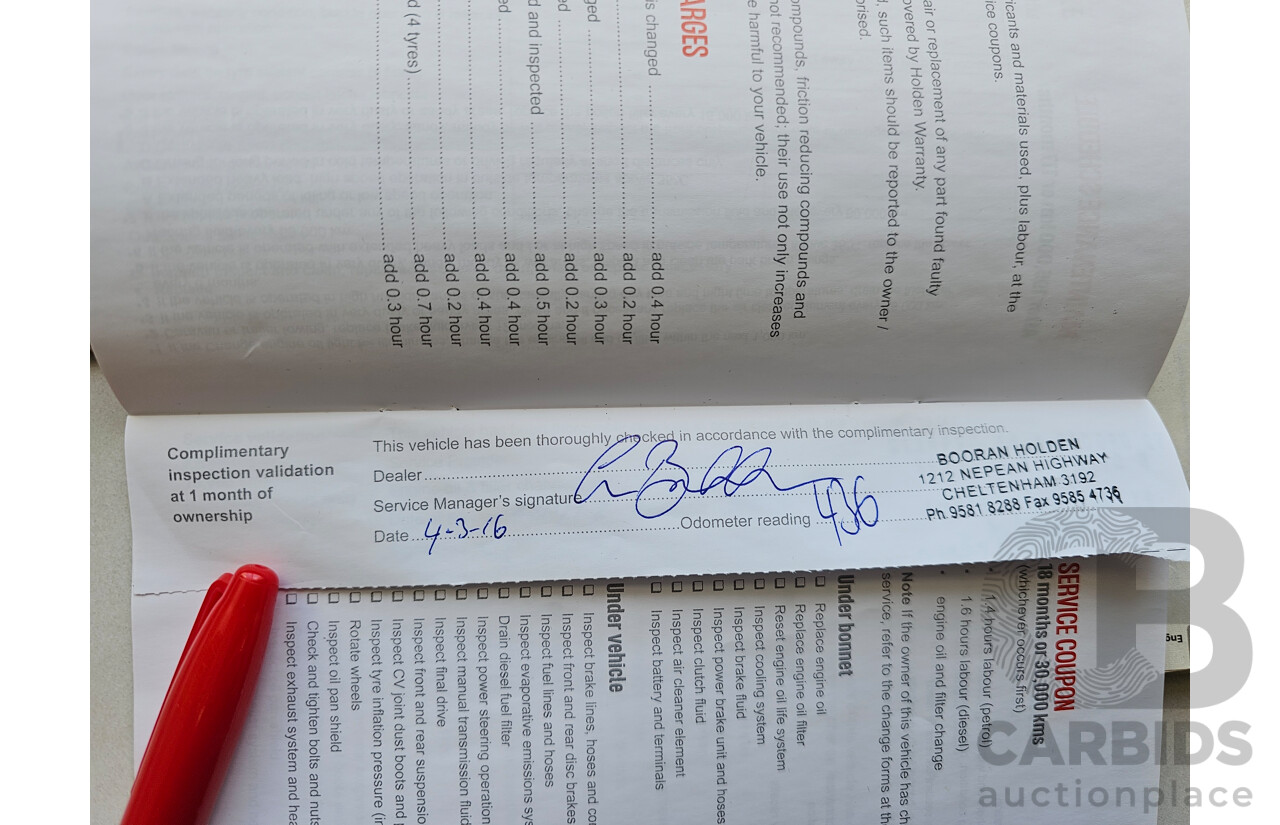 Complimentary
inspection validation
at 1 month of
ownership
This vehicle has been thoroughly checked in accordance with the complimentary inspection.
Dealer
Service Manager's signature
Date 4-3-16
Odometer reading 436
BOORAN HOLDEN
1212 NEPEAN HIGHWAY
CHELTENHAM 3192
Ph 9581 8288 Fax 9585 4736
icants and materials used, plus labour, at the
ice coupons.
air or replacement of any part found faulty
overed by Holden Warranty.
d, such items should be reported to the owner /
orised.
ompounds, friction reducing compounds and
not recommended; their use not only increases
e harmful to your vehicle.
ARGES
is changed add 0.4 hour
add 0.2 hour
ged add 0.3 hour
ed add 0.2 hour
d and inspected add 0.5 hour
ed add 0.4 hour
add 0.4 hour
add 0.2 hour
d (4 tyres) add 0.7 hour
add 0.3 hour
SERVICE COUPON
18 months or 30,000 kms
(whichever occurs first)
1.4 hours labour (petrol)
1.6 hours labour (diesel)
engine oil and filter change
Note If the owner of this vehicle has ch
service, refer to the change forms at th
Under bonnet
Replace engine oil
Replace engine oil filter
Reset engine oil life system
Inspect cooling system
Inspect brake fluid
Inspect power brake unit and hoses
Inspect clutch fluid
Inspect air cleaner element
Inspect battery and terminals
Under vehicle
Inspect brake lines, hoses and co
Inspect front and rear disc brakes
Inspect fuel lines and hoses
Inspect evaporative emissions sys
Drain diesel fuel filter
Inspect power steering operation
Inspect manual transmission fluid
Inspect final drive
Inspect front and rear suspensio
Inspect CV joint dust boots and
Inspect tyre inflation pressure (i
Rotate wheels
Inspect oil pan shield
Check and tighten bolts and nuts
Inspect exhaust system and hea
Eng
CARBIDS
auctionplace